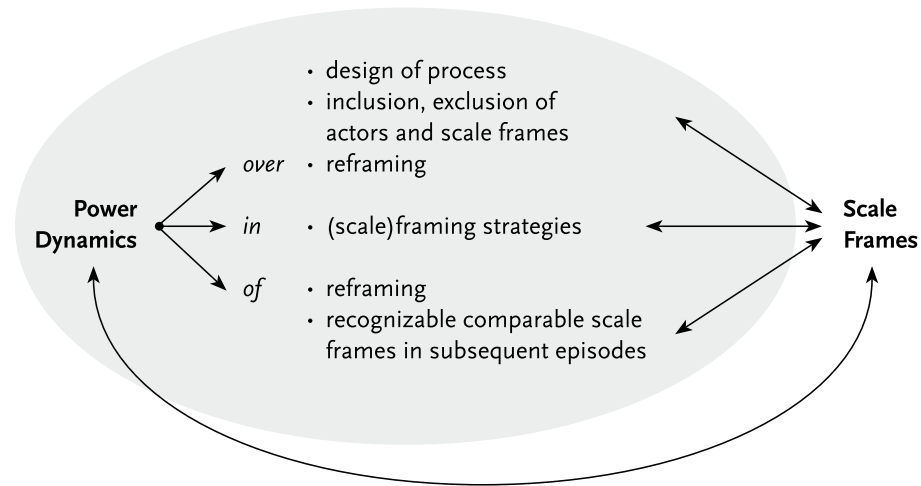 • design of process
• inclusion, exclusion of
actors and scale frames
over • reframing
Power
Dynamics
in • (scale)framing strategies
Scale
Frames
of • reframing
• recognizable comparable scale
frames in subsequent episodes